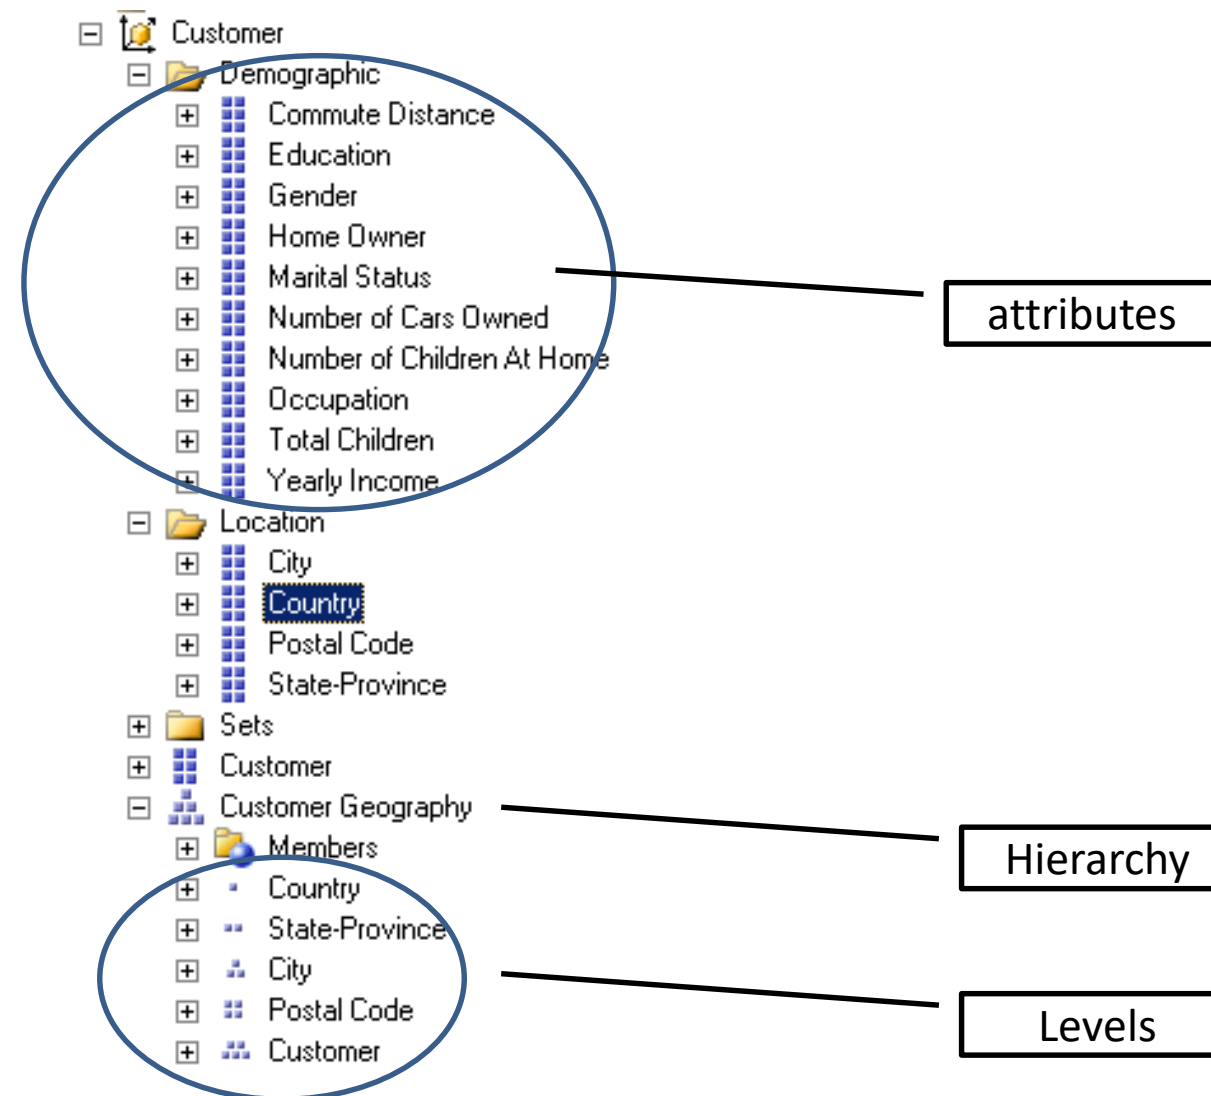 Customer
Demographic
Commute Distance
Education
Gender
Home Owner
Marital Status
attributes
Number of Cars Owned
Number of Children At Home
Occupation
Total Children
Yearly Income
Location
City
Country
Postal Code
State-Province
Sets
Customer
Customer Geography
Members
Hierarchy
Country
State-Province
City
Postal Code
Levels
Customer